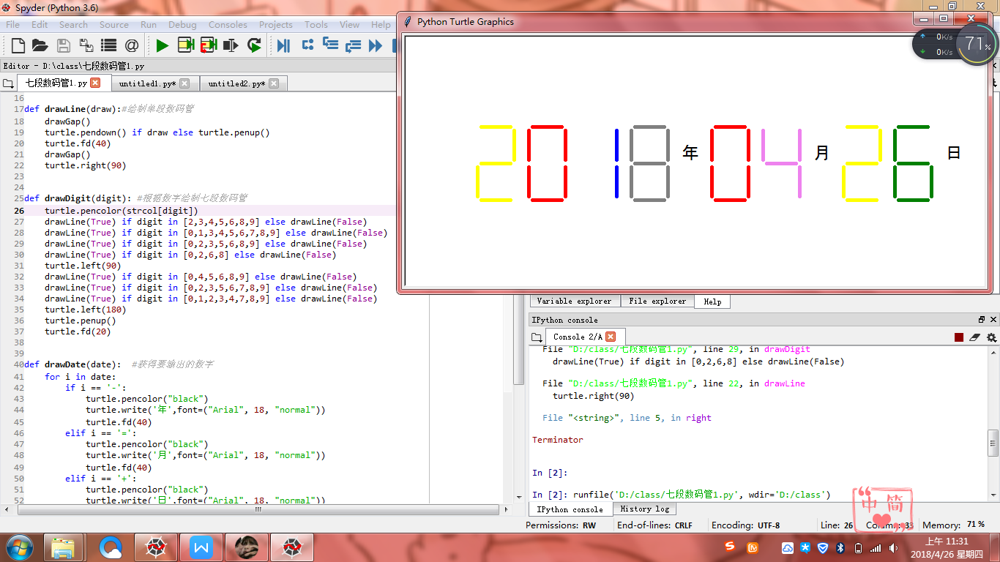 Spyder (Python 3.6)
File Edit Search Source Run Debug Consoles Projects Tools View Help
Editor - D:\class\七段数码管1.py
七段数码管1.py untitled1.py* untitled2.py*
16
17 def drawLine(draw):#绘制单段数码管
18 drawGap()
19 turtle.pendown() if draw else turtle.penup()
20 turtle.fd(40)
21 drawGap()
22 turtle.right(90)
23
24
25 def drawDigit(digit): #根据数字绘制七段数码管
26 turtle.pencolor(strcol[digit])
27 drawLine(True) if digit in [2,3,4,5,6,8,9] else drawLine(False)
28 drawLine(True) if digit in [0,1,3,4,5,6,7,8,9] else drawLine(False)
29 drawLine(True) if digit in [0,2,3,5,6,8,9] else drawLine(False)
30 drawLine(True) if digit in [0,2,6,8] else drawLine(False)
31 turtle.left(90)
32 drawLine(True) if digit in [0,4,5,6,8,9] else drawLine(False)
33 drawLine(True) if digit in [0,2,3,5,6,7,8,9] else drawLine(False)
34 drawLine(True) if digit in [0,1,2,3,4,7,8,9] else drawLine(False)
35 turtle.left(180)
36 turtle.penup()
37 turtle.fd(20)
38
39
40 def drawDate(date): #获得要输出的数字
41 for i in date:
42 if i == '-':
43 turtle.pencolor("black")
44 turtle.write('年',font=("Arial", 18, "normal"))
45 turtle.fd(40)
46 elif i == '=':
47 turtle.pencolor("black")
48 turtle.write('月',font=("Arial", 18, "normal"))
49 turtle.fd(40)
50 elif i == '+':
51 turtle.pencolor("black")
52 turtle.write('日',font=("Arial", 18, "normal"))
Python Turtle Graphics
0K/s
0K/s
71%
2018年04月26日
Variable explorer File explorer Help
IPython console
Console 2/A
File "D:/class/七段数码管1.py", line 29, in drawDigit
drawLine(True) if digit in [0,2,6,8] else drawLine(False)
File "D:/class/七段数码管1.py", line 22, in drawLine
turtle.right(90)
File "<string>", line 5, in right
Terminator
In [2]:
In [2]: runfile('D:/class/七段数码管1.py', wdir='D:/class')
IPython console History log
中简
Permissions: RW End-of-lines: CRLF Encoding: UTF-8 Line: 26 Column: 33 Memory: 71 %
上午 11:31
2018/4/26 星期四